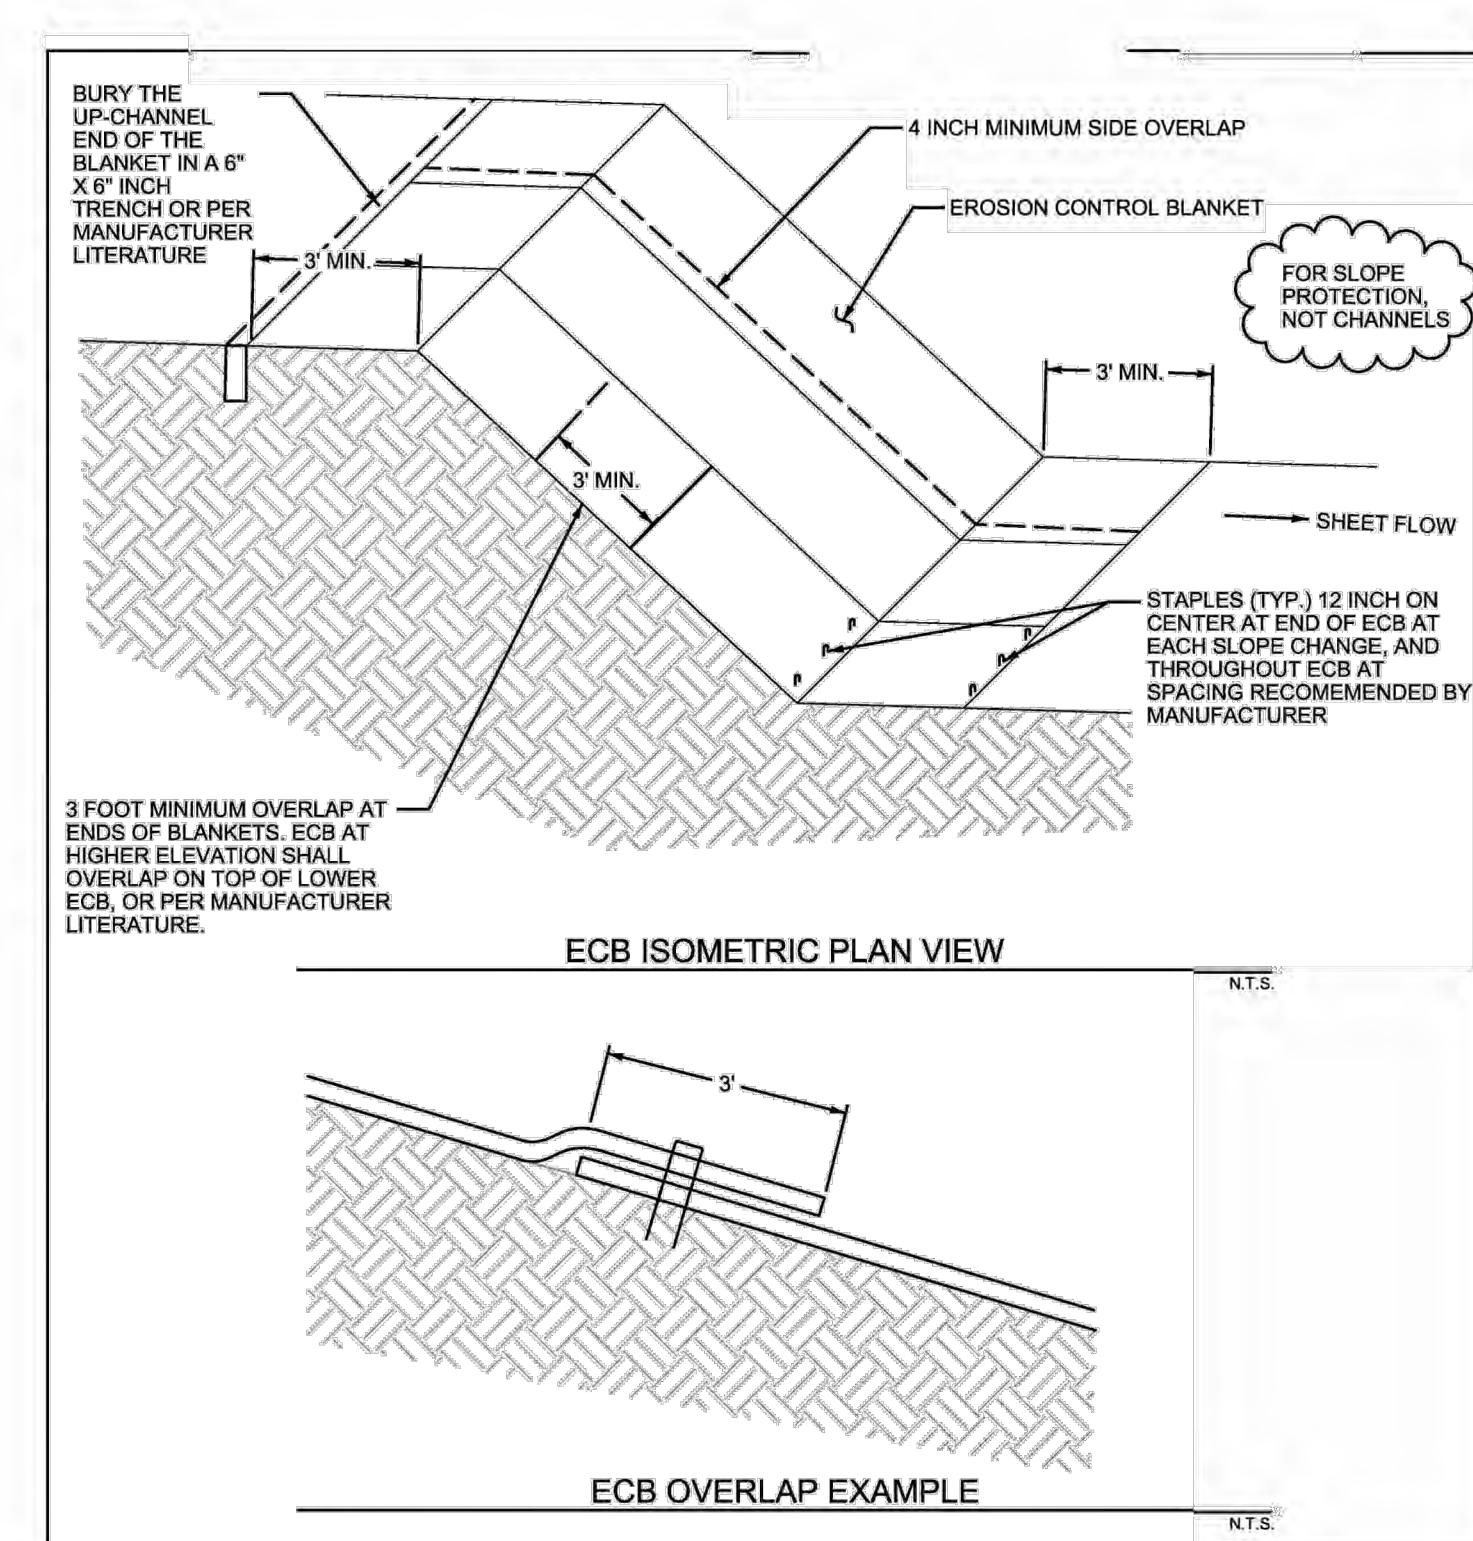 BURY THE
UP-CHANNEL
END OF THE
BLANKET IN A 6"
X 6" INCH
TRENCH OR PER
MANUFACTURER
LITERATURE
4 INCH MINIMUM SIDE OVERLAP
EROSION CONTROL BLANKET
FOR SLOPE
PROTECTION,
NOT CHANNELS
3' MIN.
3' MIN.
3' MIN.
SHEET FLOW
STAPLES (TYP.) 12 INCH ON
CENTER AT END OF ECB AT
EACH SLOPE CHANGE, AND
THROUGHOUT ECB AT
SPACING RECOMEMENDED BY
MANUFACTURER
3 FOOT MINIMUM OVERLAP AT
ENDS OF BLANKETS. ECB AT
HIGHER ELEVATION SHALL
OVERLAP ON TOP OF LOWER
ECB, OR PER MANUFACTURER
LITERATURE.
ECB ISOMETRIC PLAN VIEW
N.T.S.
3'
ECB OVERLAP EXAMPLE
N.T.S.